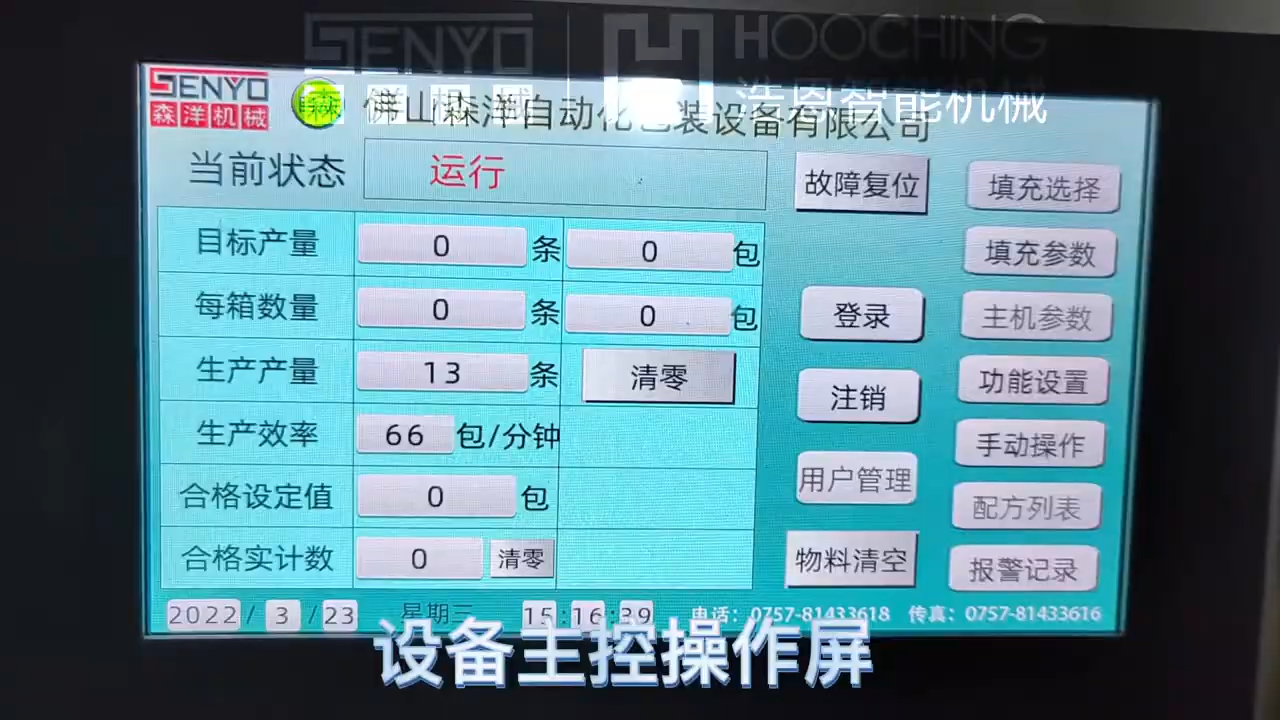 SENYO HOOCHING
森洋机械 浩恩智能机械
SENYO
森洋机械
佛山森洋自动化包装设备有限公司
当前状态 运行 故障复位 填充选择
目标产量 0 条 0 包 填充参数
每箱数量 0 条 0 包 登录 主机参数
生产产量 13 条 清零 注销 功能设置
生产效率 66 包/分钟 手动操作
合格设定值 0 包 用户管理 配方列表
合格实计数 0 清零 物料清空 报警记录
2022/ 3 /23 星期三 15:16:39 电话：0757-81433618 传真：0757-81433616
设备主控操作屏